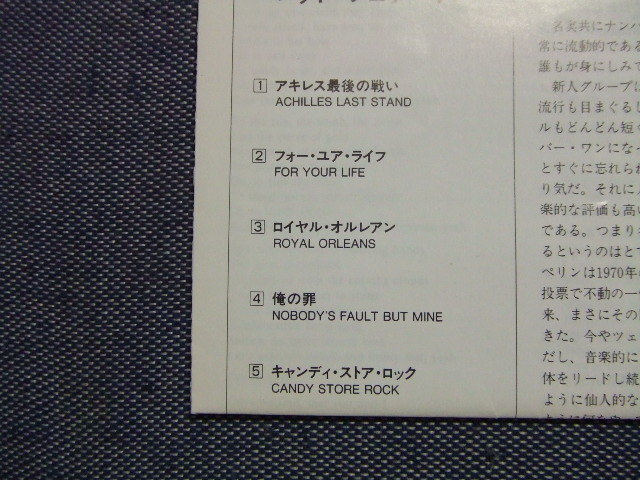 1 アキレス最後の戦い
ACHILLES LAST STAND
2 フォー・ユア・ライフ
FOR YOUR LIFE
3 ロイヤル・オルレアン
ROYAL ORLEANS
4 俺の罪
NOBODY'S FAULT BUT MINE
5 キャンディ・ストア・ロック
CANDY STORE ROCK
名実共にナンバ
常に流動的である
誰もが身にしみて
新人グループに
流行も目まぐるし
ルもどんどん短く
バー・ワンになっ
とすぐに忘れられ
り気だ。それに
楽的な評価も高い
である。つまり
るというのはと
ペリンは1970年
投票で不動の一
来、まさにその
きた。今やツェ
だし、音楽的に
体をリードし続
ように仙人的な